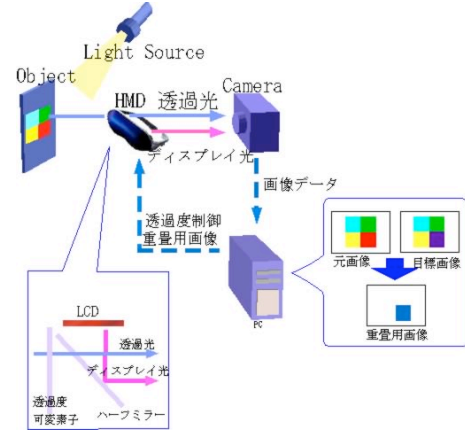 Light Source
Object
HMD
透過光
Camera
ディスプレイ光
画像データ
透過度制御
重畳用画像
PC
元画像
目標画像
重畳用画像
LCD
透過光
ディスプレイ光
透過度
可変素子
ハーフミラー